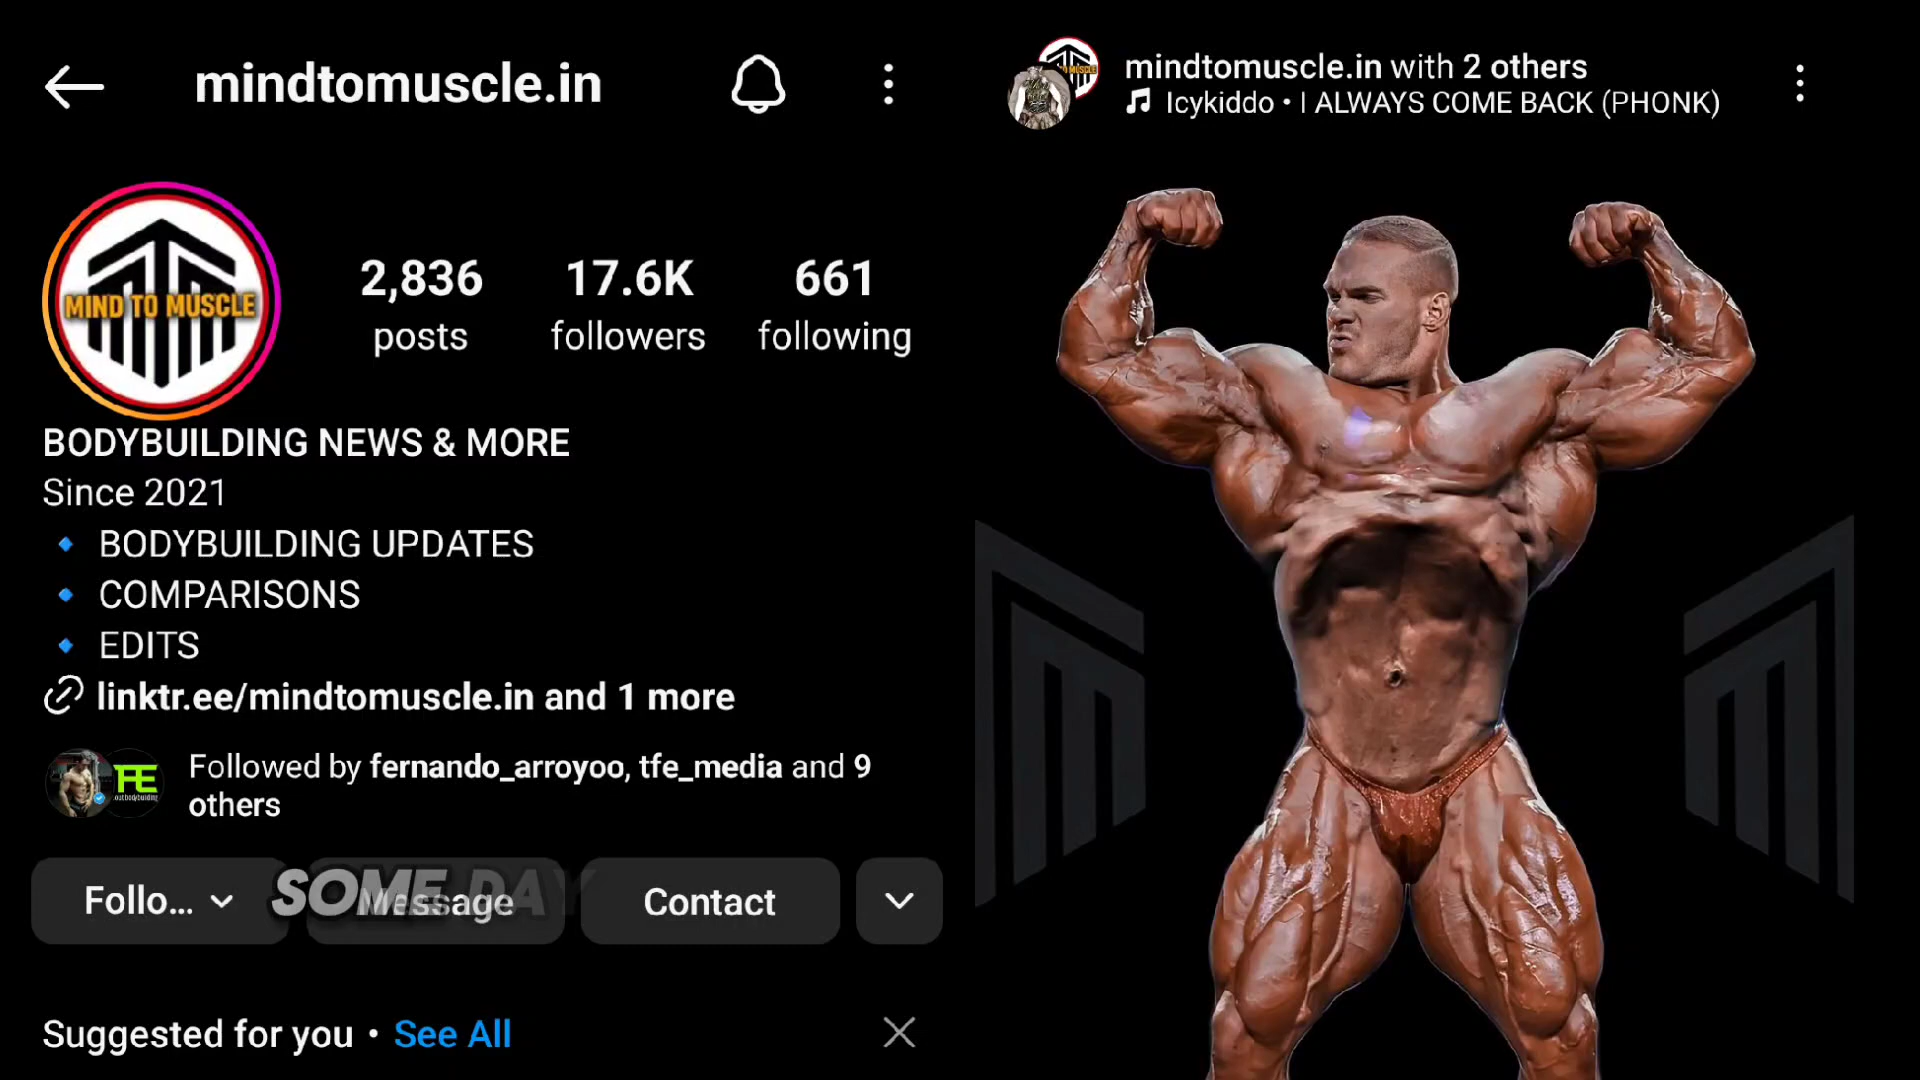 mindtomuscle.in
MIND TO MUSCLE
2,836
posts
17.6K
followers
661
following
BODYBUILDING NEWS & MORE
Since 2021
BODYBUILDING UPDATES
COMPARISONS
EDITS
linktr.ee/mindtomuscle.in and 1 more
Followed by fernando_arroyoo, tfe_media and 9
others
Follo...
Message
SOME DAY
Contact
Suggested for you • See All
mindtomuscle.in with 2 others
Icykiddo • I ALWAYS COME BACK (PHONK)